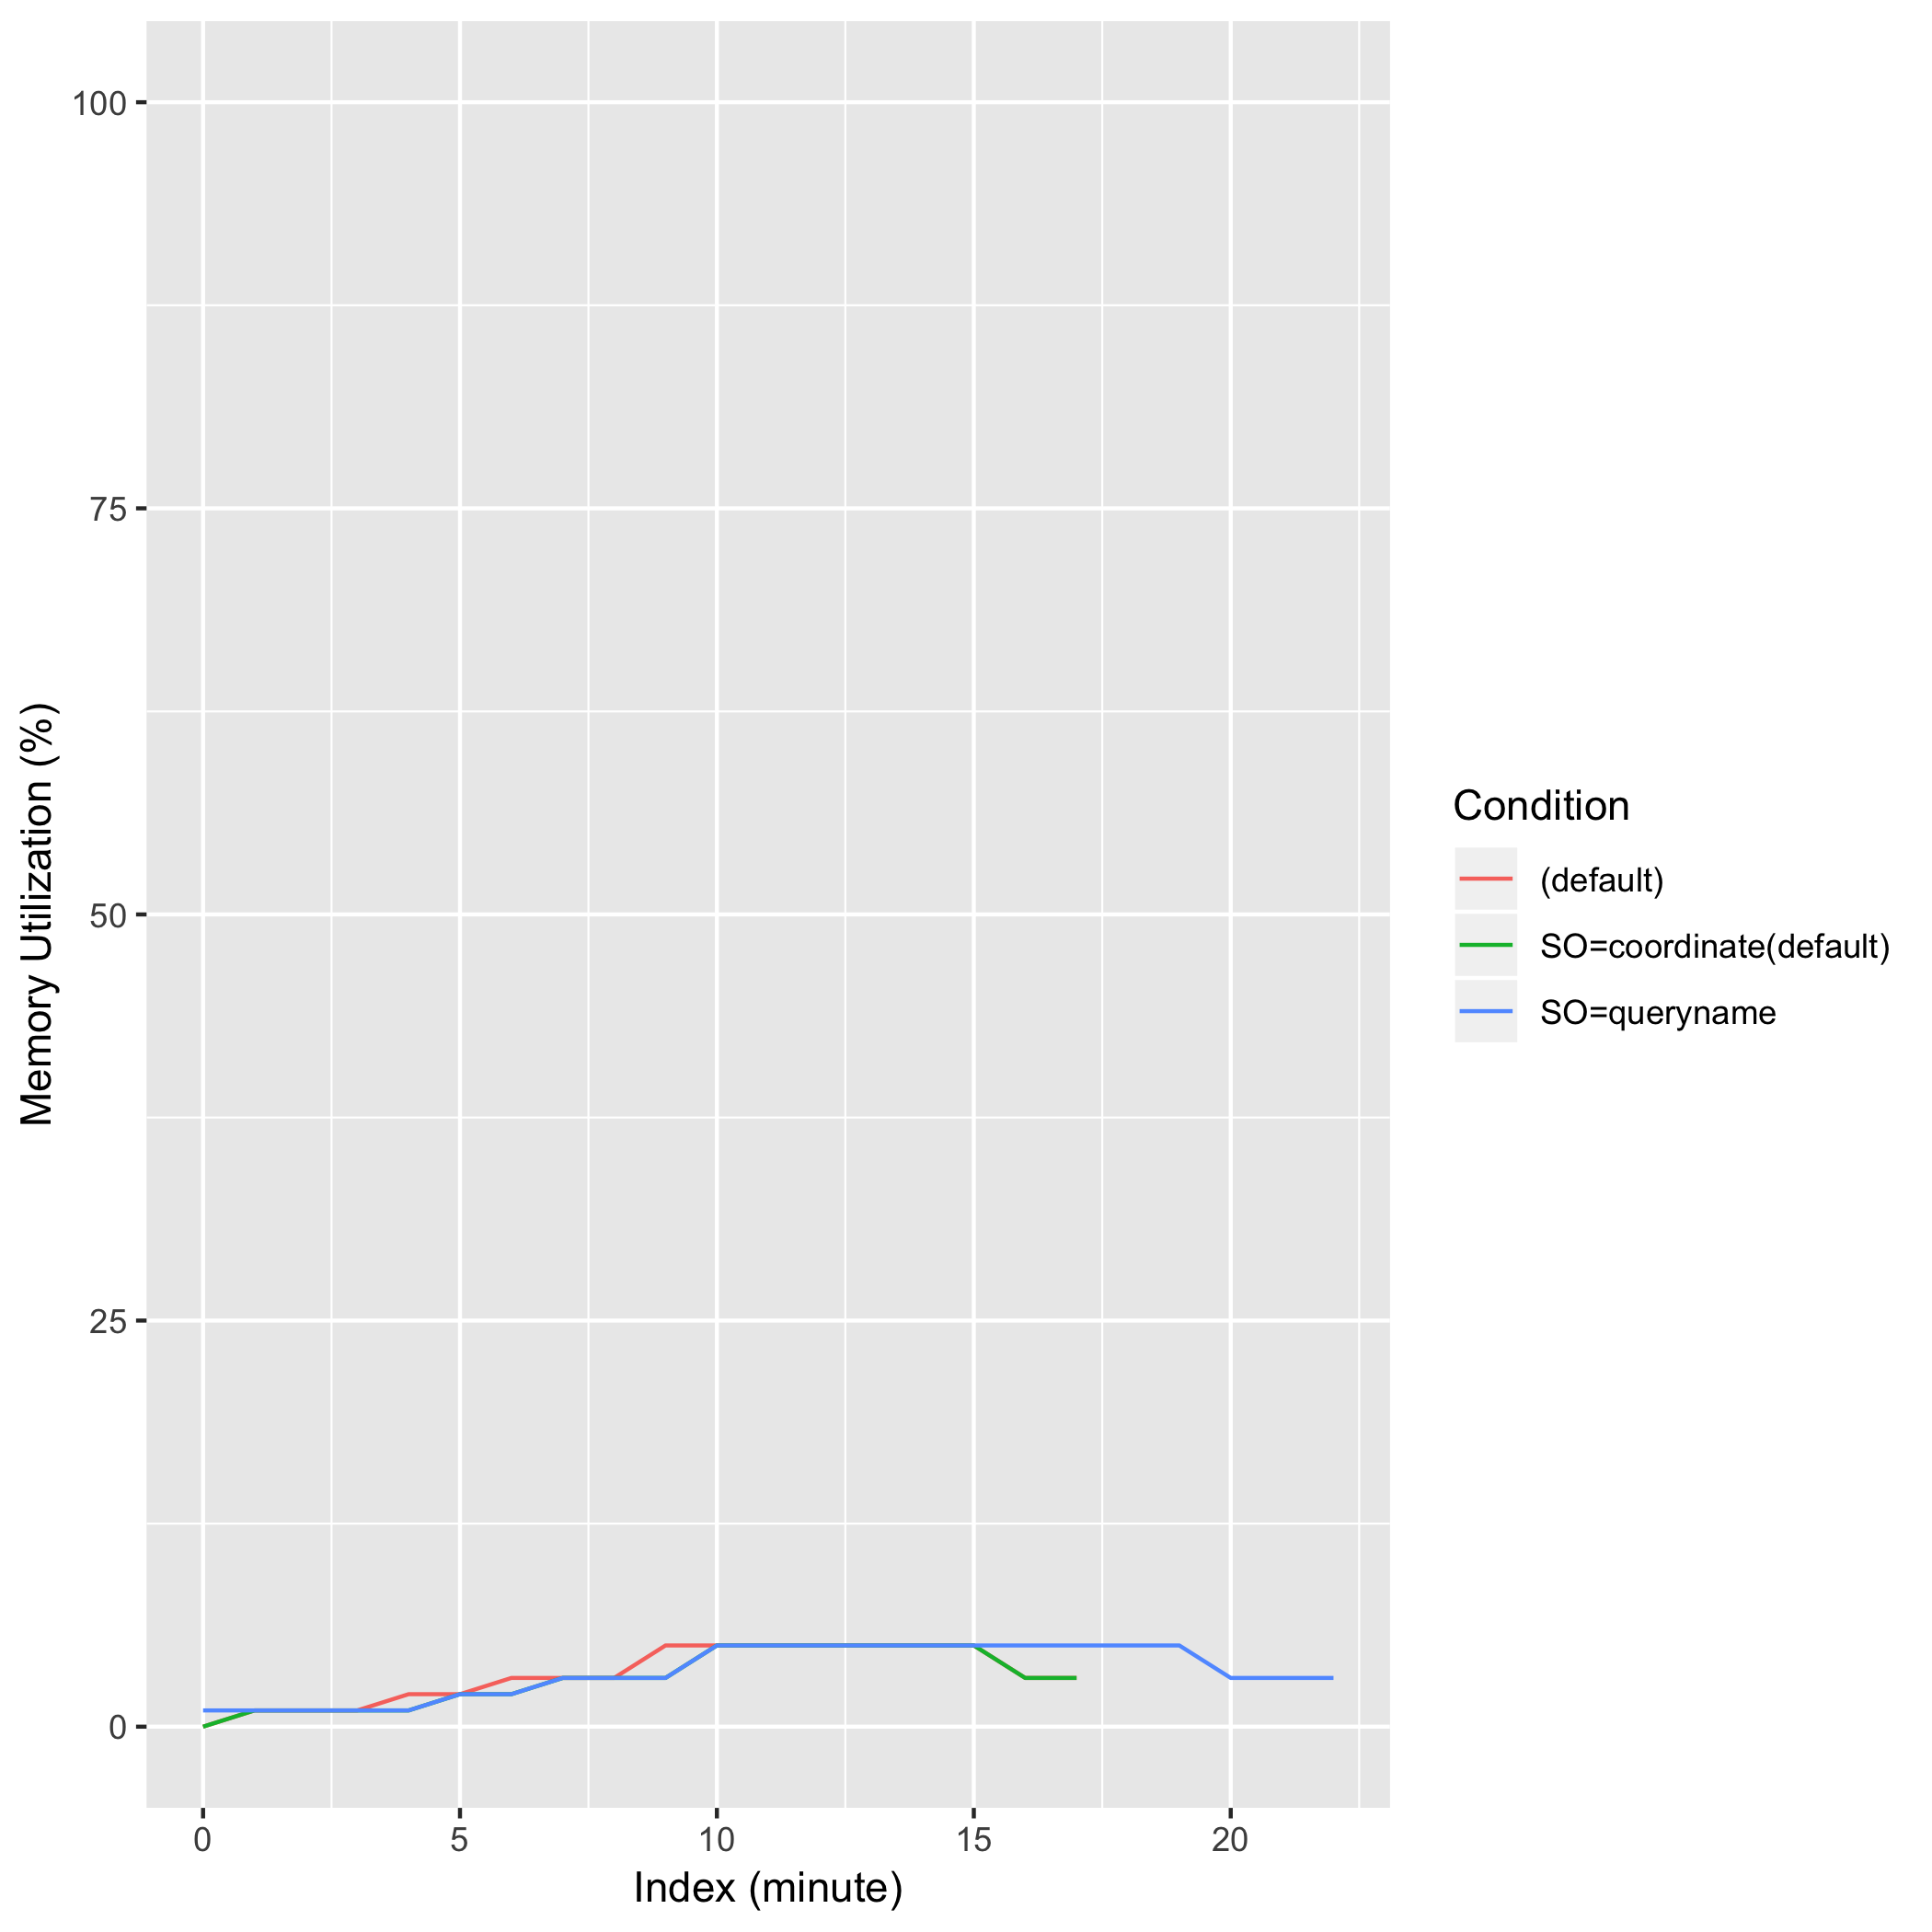 100
75
50
25
0
Memory Utilization (%)
0 5 10 15 20
Index (minute)
Condition
(default)
SO=coordinate(default)
SO=queryname